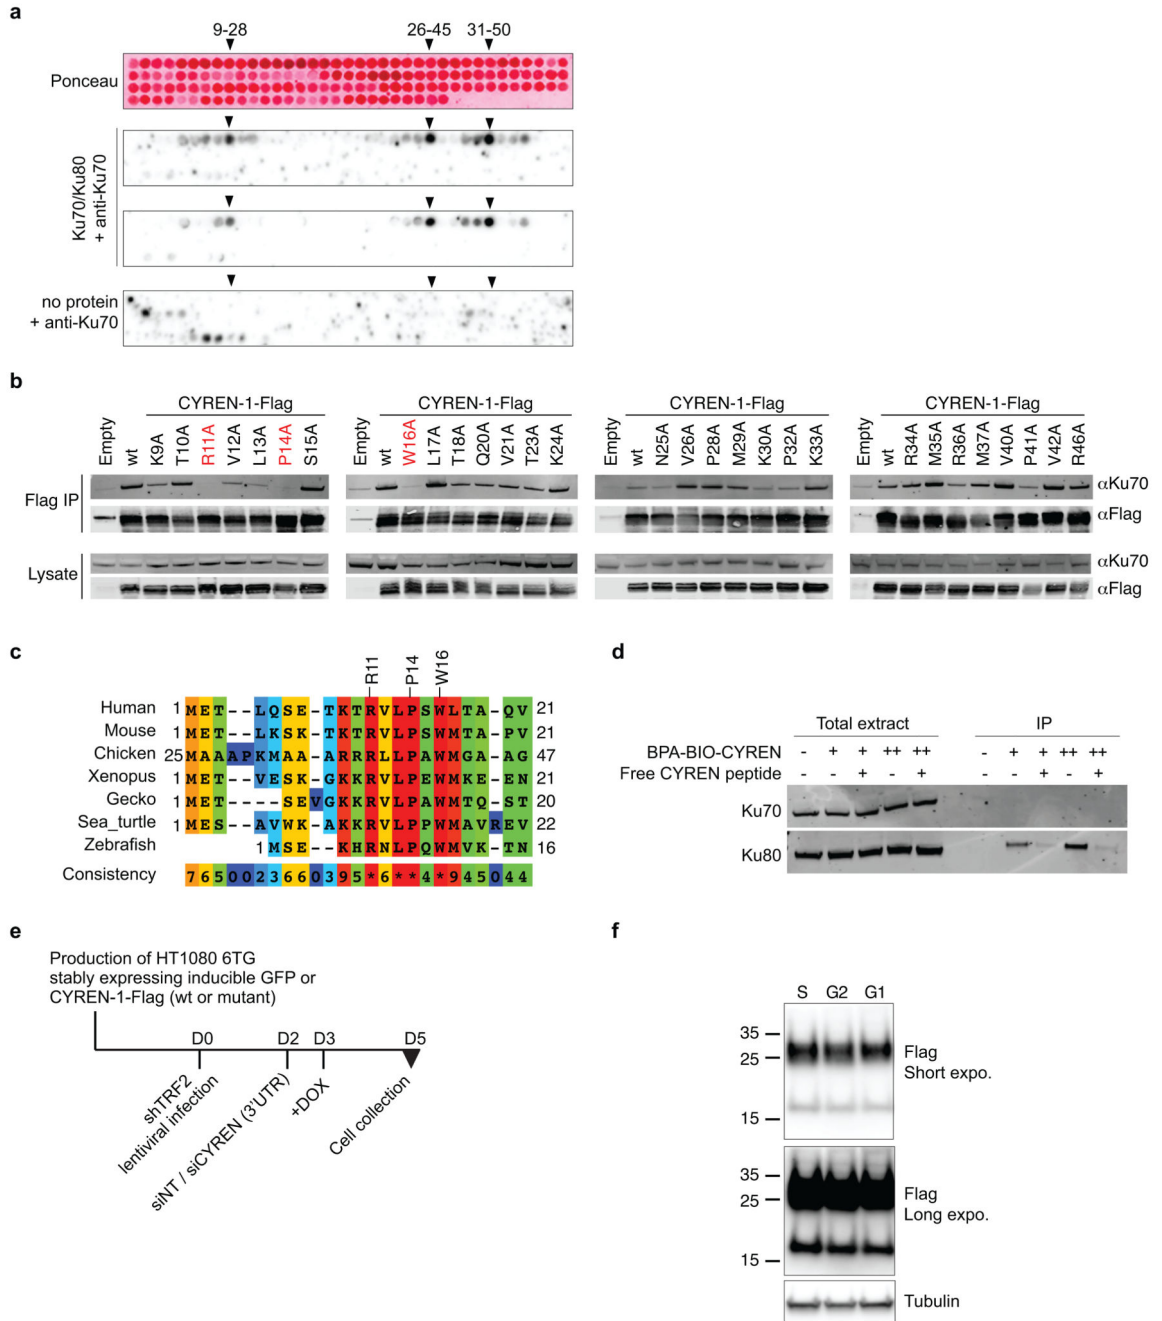 a
9-28 26-45 31-50
Ponceau
Ku70/Ku80
+ anti-Ku70
no protein
+ anti-Ku70
b
CYREN-1-Flag CYREN-1-Flag CYREN-1-Flag CYREN-1-Flag
Empty wt K9A T10A R11A V12A L13A P14A S15A Empty wt W16A L17A T18A Q20A V21A T23A K24A Empty wt N25A V26A P28A M29A K30A P32A K33A Empty wt R34A M35A R36A M37A V40A P41A V42A R46A
Flag IP
αKu70
αFlag
Lysate
αKu70
αFlag
c
R11 P14 W16
Human 1 MET--LQSE-TKTRVLPSWLTA-QV 21
Mouse 1 MET--LKSK-TKTRVLPSWMTA-PV 21
Chicken 25 MAAAPKMAA-ARRRLLPAWMGA-AG 47
Xenopus 1 MET--VESK-GKKRVLPEWMKE-EN 21
Gecko 1 MET----SEVGKKRVLPAWMTQ-ST 20
Sea_turtle 1 MES--AVWK-AKKRVLPPWMAVREV 22
Zebrafish 1 MSE--KHRNLPQWMVK-TN 16
Consistency 7650023660395*6**4*945044
d
Total extract IP
BPA-BIO-CYREN - + + ++ ++ - + + ++ ++
Free CYREN peptide - - + - + - - + - +
Ku70
Ku80
e
Production of HT1080 6TG
stably expressing inducible GFP or
CYREN-1-Flag (wt or mutant)
D0 D2 D3 D5
shTRF2
lentiviral infection
siNT / siCYREN (3'UTR)
+DOX
Cell collection
f
S G2 G1
35
25
15
Flag
Short expo.
35
25
15
Flag
Long expo.
Tubulin